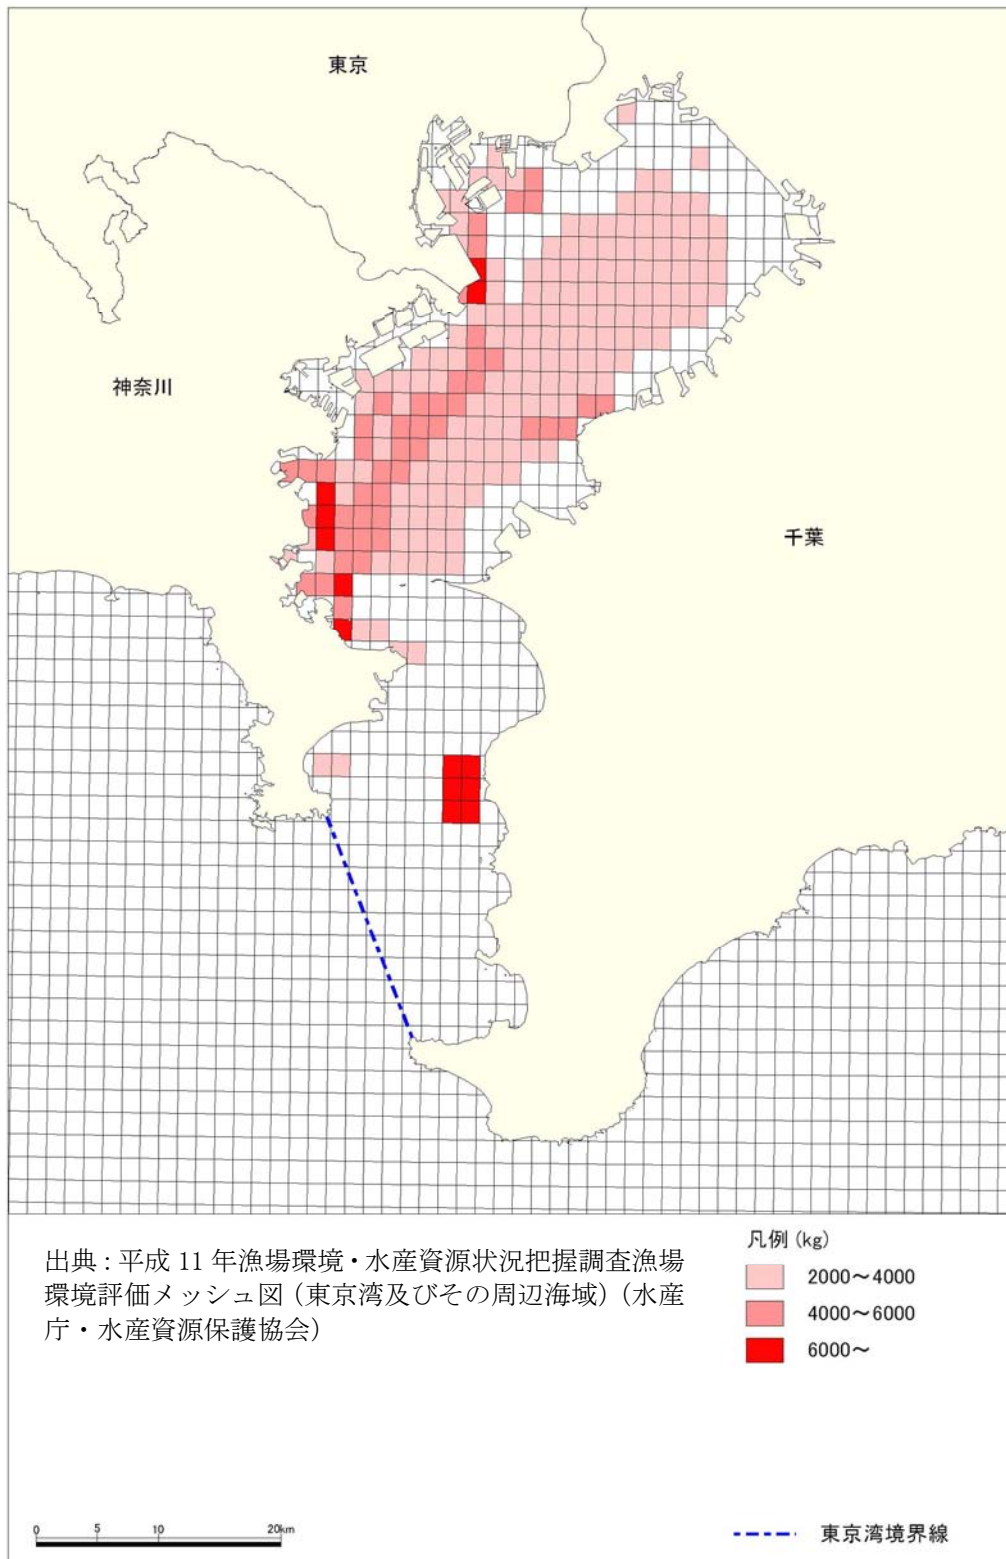 東京
神奈川
千葉
出典：平成 11 年漁場環境・水産資源状況把握調査漁場
環境評価メッシュ図（東京湾及びその周辺海域）（水産
庁・水産資源保護協会）
凡例 (kg)
2000～4000
4000～6000
6000～
0 5 10 20km
東京湾境界線